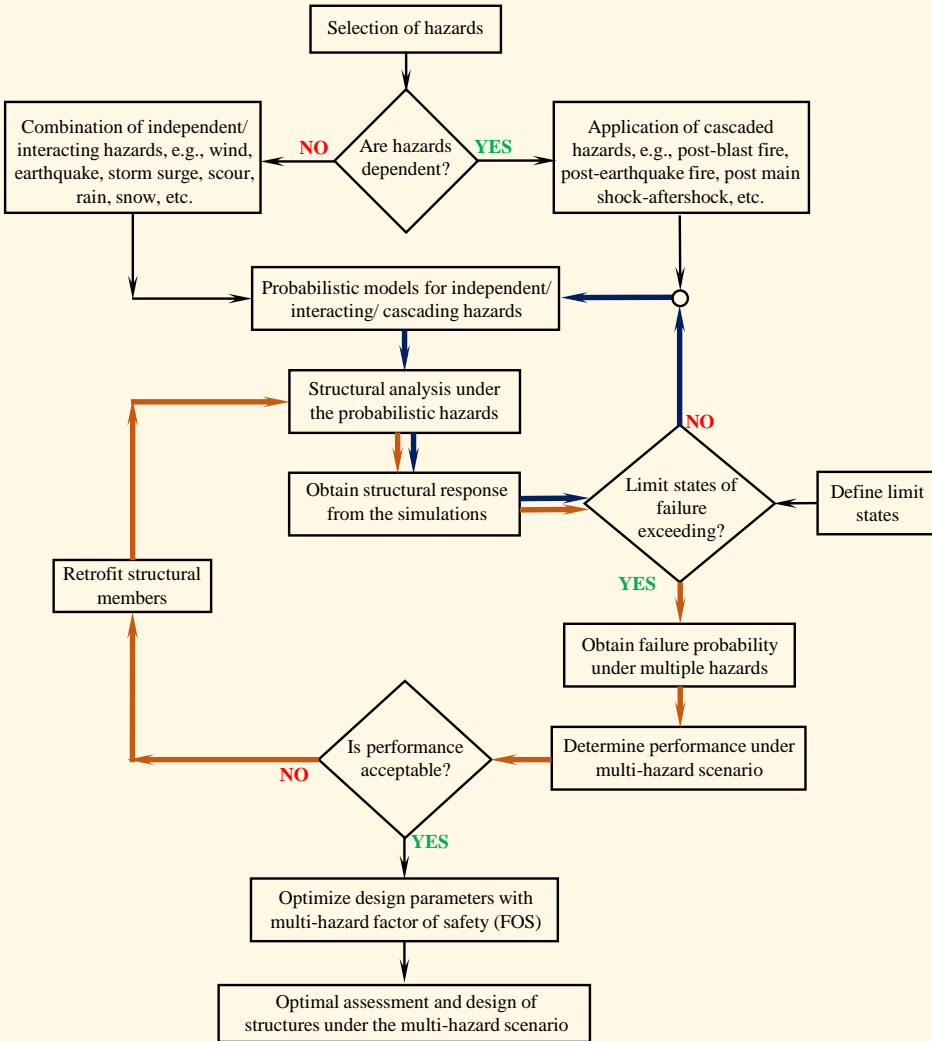 Selection of hazards
Are hazards
dependent?
NO
YES
Combination of independent/
interacting hazards, e.g., wind,
earthquake, storm surge, scour,
rain, snow, etc.
Application of cascaded
hazards, e.g., post-blast fire,
post-earthquake fire, post main
shock-aftershock, etc.
Probabilistic models for independent/
interacting/ cascading hazards
Structural analysis under
the probabilistic hazards
Obtain structural response
from the simulations
NO
Limit states of
failure
exceeding?
Define limit
states
YES
Retrofit structural
members
Obtain failure probability
under multiple hazards
Determine performance under
multi-hazard scenario
Is performance
acceptable?
NO
YES
Optimize design parameters with
multi-hazard factor of safety (FOS)
Optimal assessment and design of
structures under the multi-hazard scenario